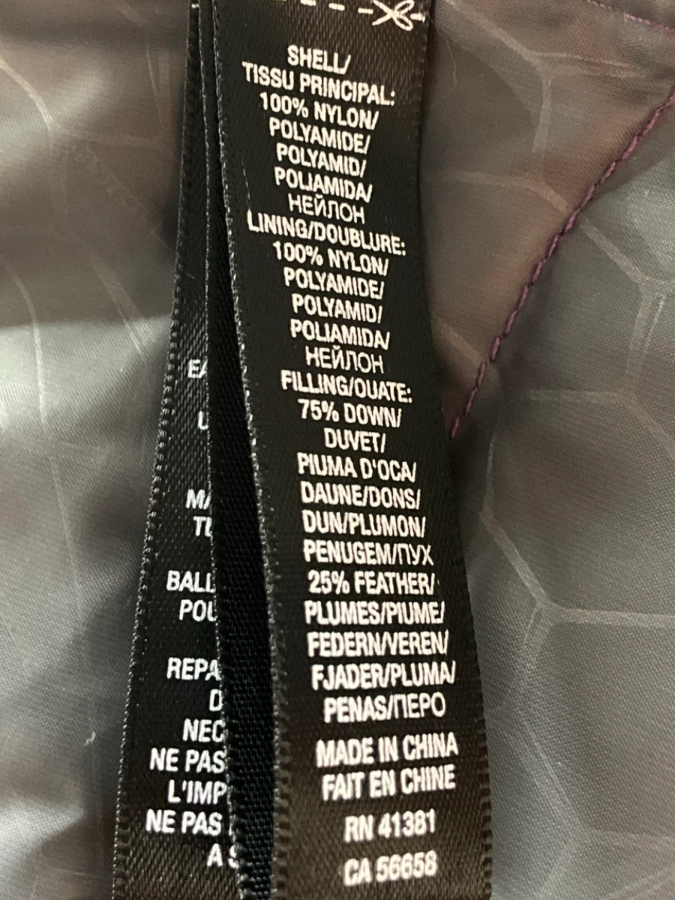 SHELL/
TISSU PRINCIPAL:
100% NYLON/
POLYAMIDE/
POLYAMID/
POLIAMIDA/
НЕЙЛОН
LINING/DOUBLURE:
100% NYLON/
POLYAMIDE/
POLYAMID/
POLIAMIDA/
НЕЙЛОН
FILLING/OUATE:
75% DOWN/
DUVET/
PIUMA D'OCA/
DAUNE/DONS/
DUN/PLUMON/
PENUGEM/ПУХ
25% FEATHER/
PLUMES/PIUME/
FEDERN/VEREN/
FJADER/PLUMA/
PENAS/ПЕРО
MADE IN CHINA
FAIT EN CHINE
RN 41381
CA 56658
NE PAS
L'IMP
NE PAS
A